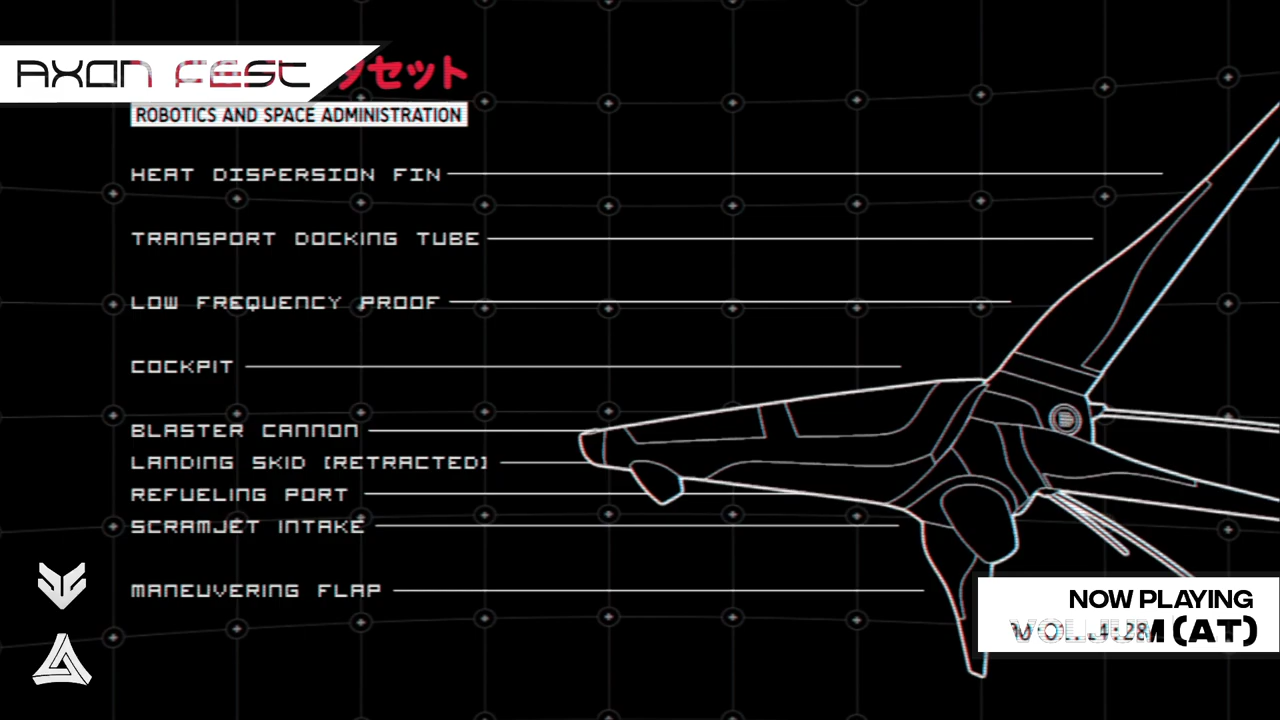 AXON FEST タセット
ROBOTICS AND SPACE ADMINISTRATION
HEAT DISPERSION FIN
TRANSPORT DOCKING TUBE
LOW FREQUENCY PROOF
COCKPIT
BLASTER CANNON
LANDING SKID [RETRACTED]
REFUELING PORT
SCRAMJET INTAKE
MANEUVERING FLAP
NOW PLAYING
(AT)